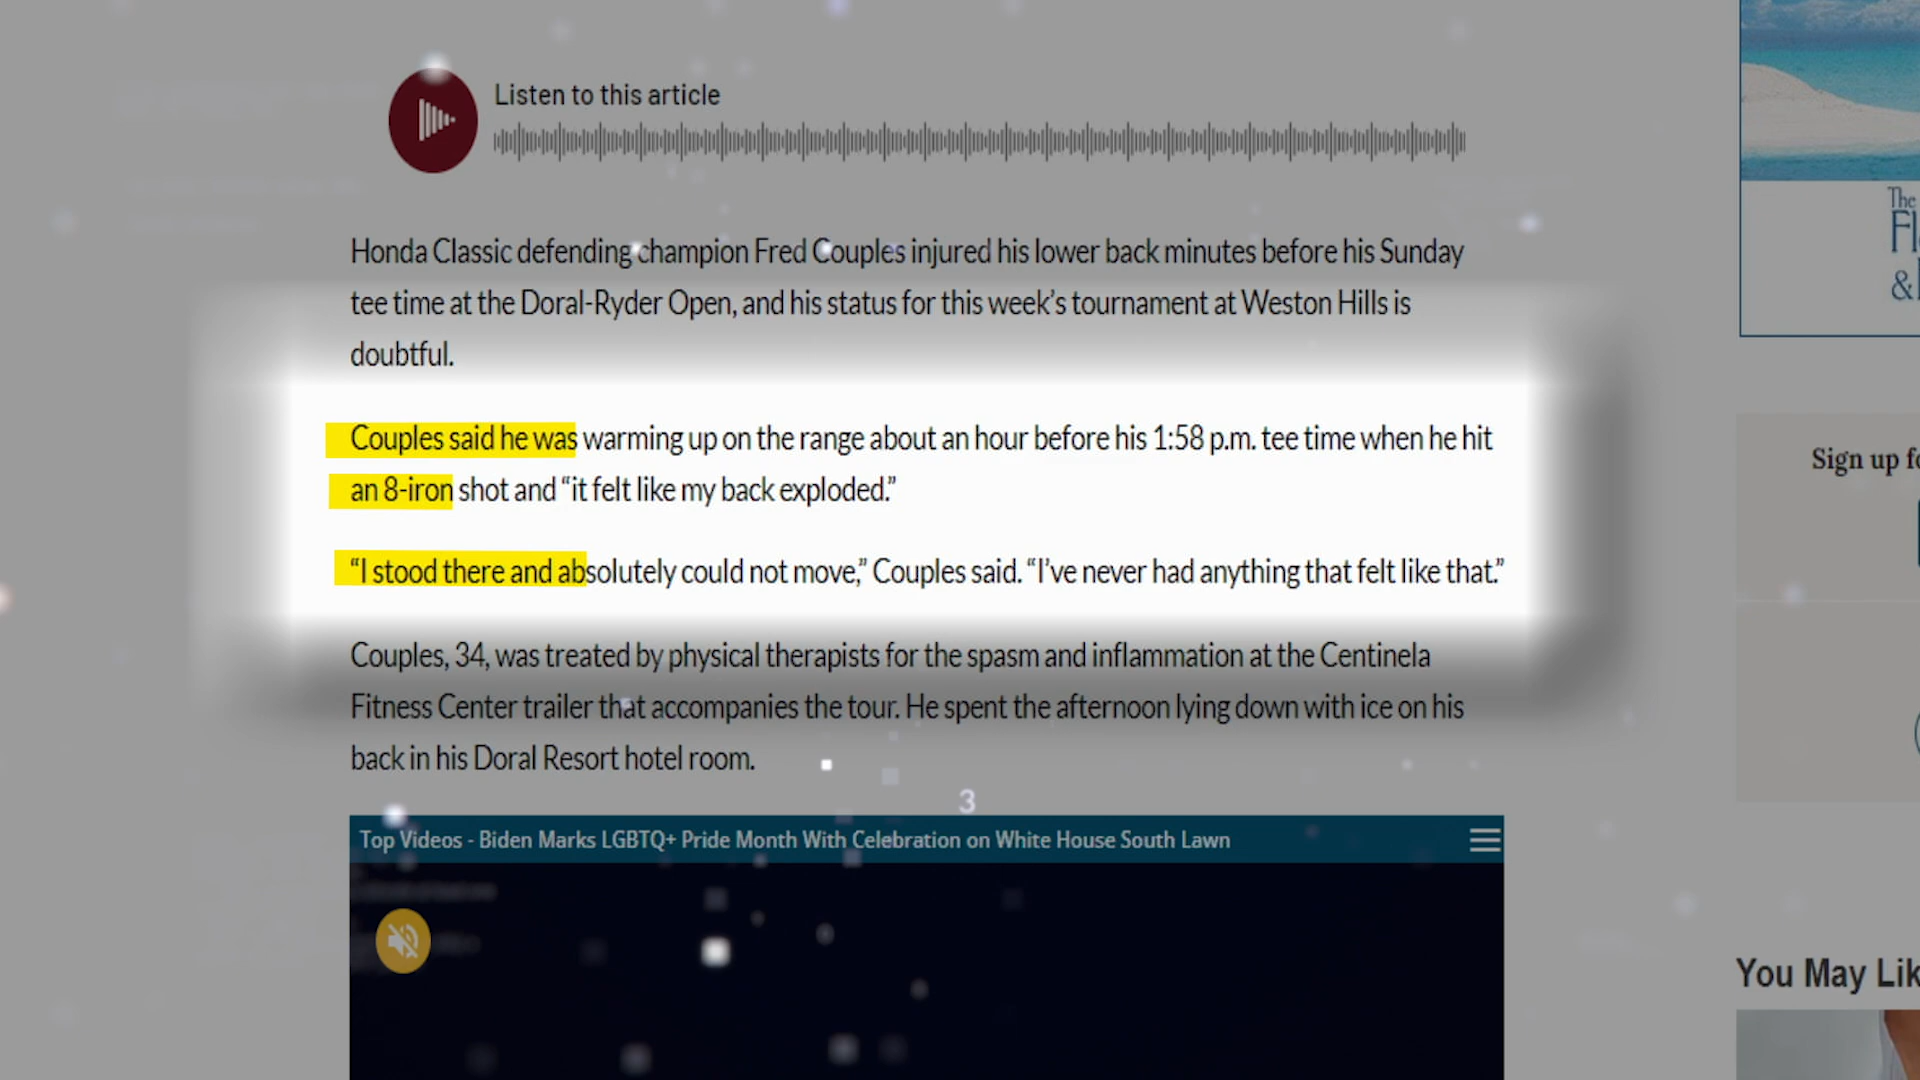 Listen to this article
Honda Classic defending champion Fred Couples injured his lower back minutes before his Sunday
tee time at the Doral-Ryder Open, and his status for this week’s tournament at Weston Hills is
doubtful.
Couples said he was warming up on the range about an hour before his 1:58 p.m. tee time when he hit
an 8-iron shot and “it felt like my back exploded.”
“I stood there and absolutely could not move,” Couples said. “I’ve never had anything that felt like that.”
Couples, 34, was treated by physical therapists for the spasm and inflammation at the Centinela
Fitness Center trailer that accompanies the tour. He spent the afternoon lying down with ice on his
back in his Doral Resort hotel room.
3
Top Videos - Biden Marks LGBTQ+ Pride Month With Celebration on White House South Lawn
The
&
Sign up
You May